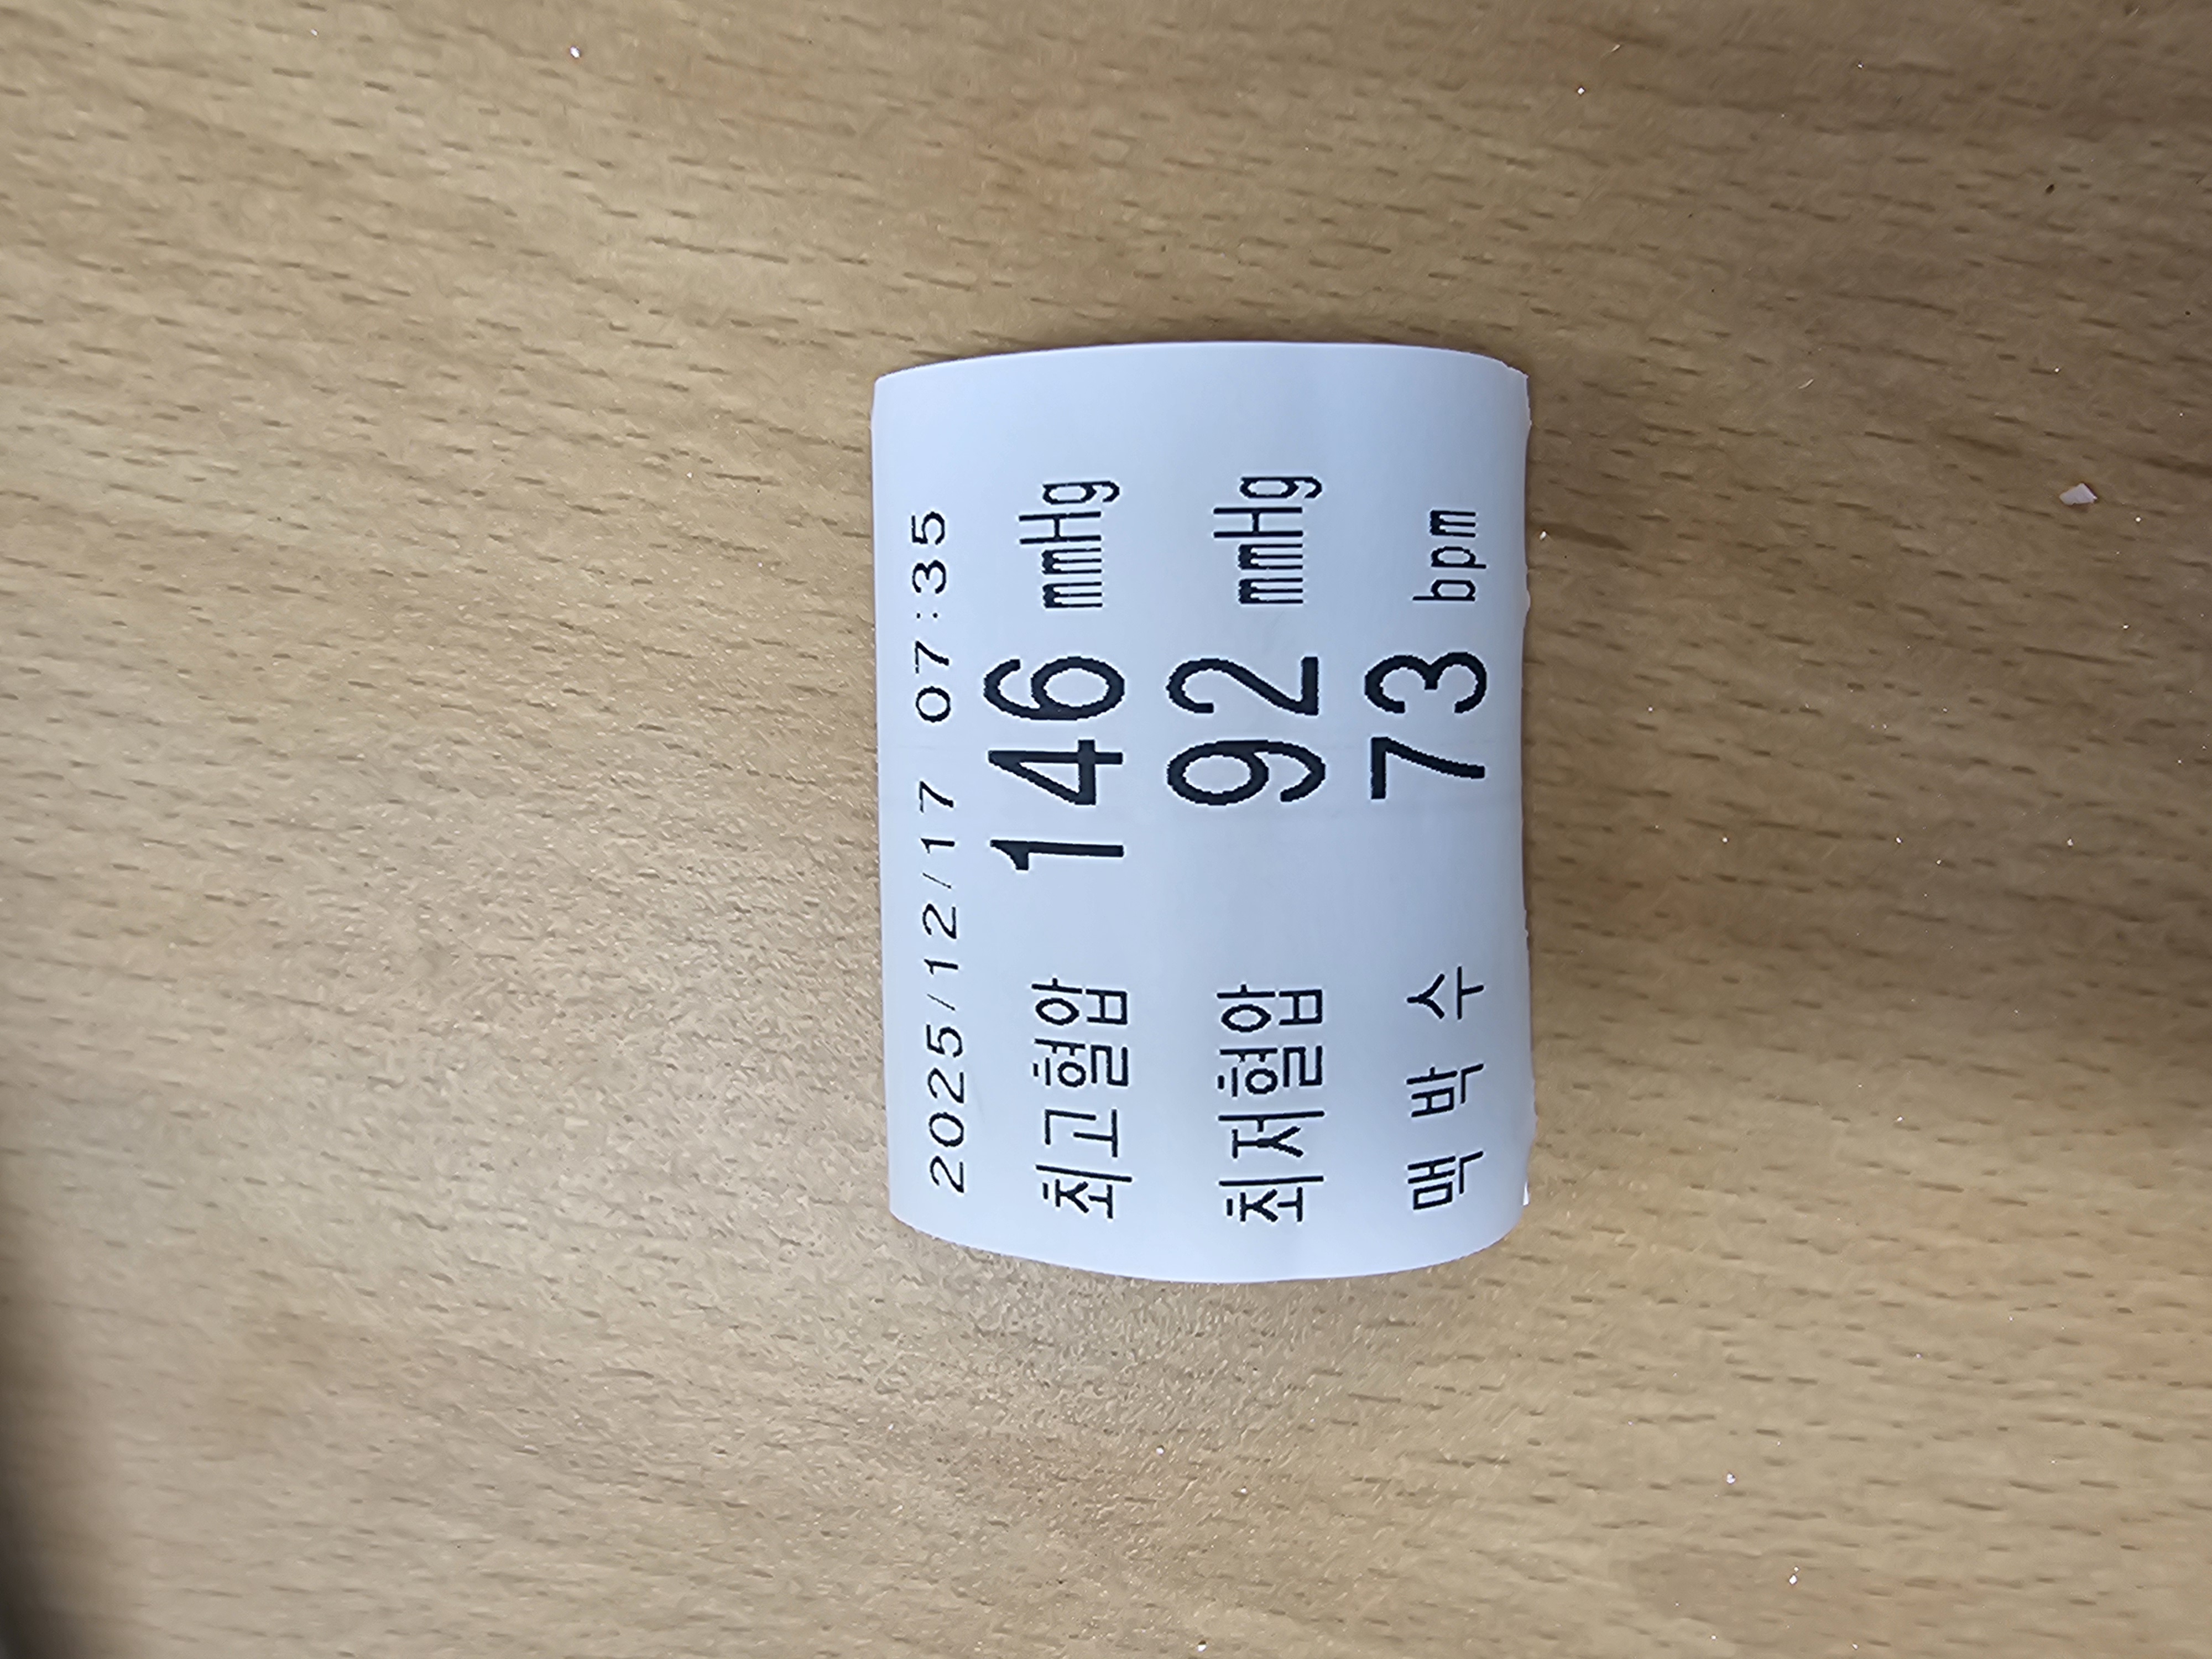 2025/12/17 07:35
최고혈압 146 mmHg
최저혈압 92 mmHg
맥 박 수 73 bpm